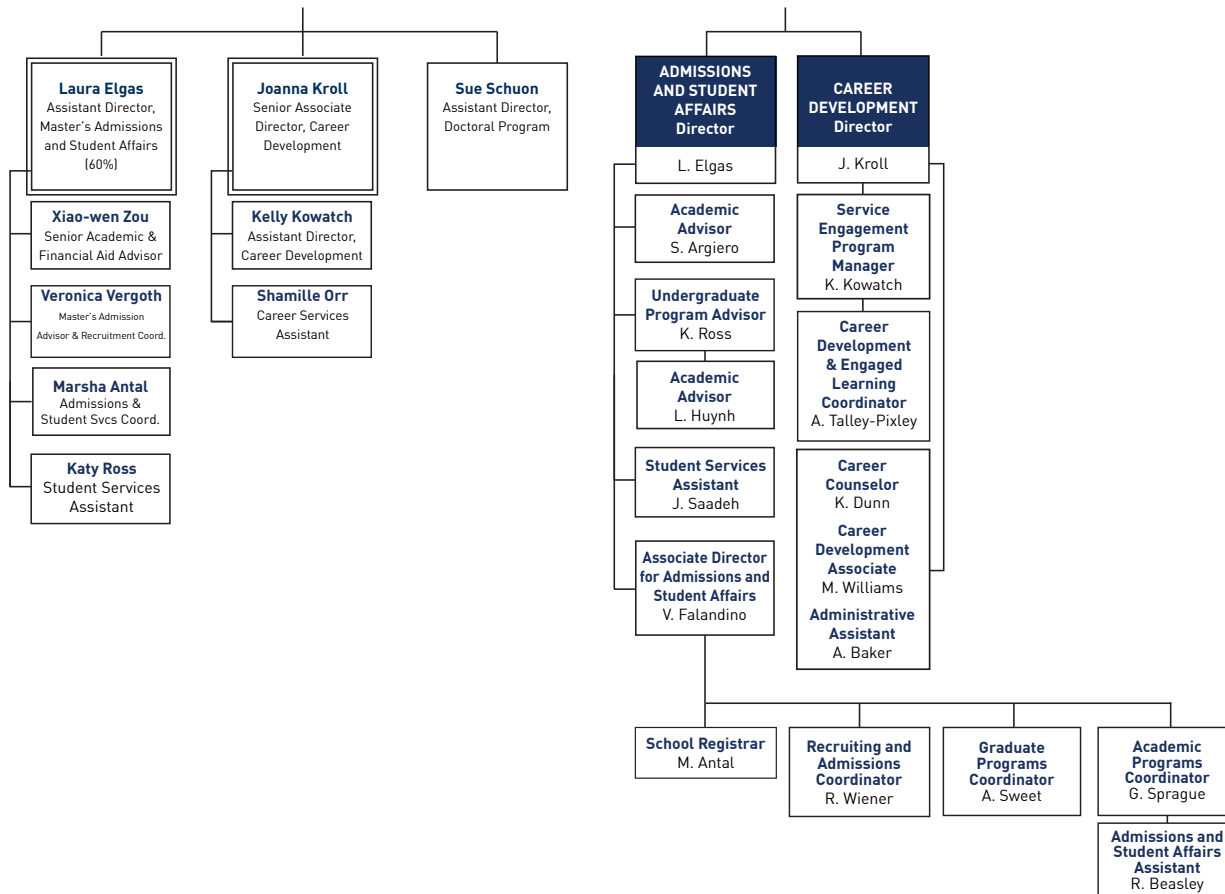 Laura Elgas
Assistant Director,
Master's Admissions
and Student Affairs
(60%)
Xiao-wen Zou
Senior Academic &
Financial Aid Advisor
Veronica Vergoth
Master's Admission
Advisor & Recruitment Coord.
Marsha Antal
Admissions &
Student Svcs Coord.
Katy Ross
Student Services
Assistant
Joanna Kroll
Senior Associate
Director, Career
Development
Kelly Kowatch
Assistant Director,
Career Development
Shamille Orr
Career Services
Assistant
Sue Schuon
Assistant Director,
Doctoral Program
ADMISSIONS
AND STUDENT
AFFAIRS
Director
L. Elgas
Academic
Advisor
S. Argiero
Undergraduate
Program Advisor
K. Ross
Academic
Advisor
L. Huynh
Student Services
Assistant
J. Saadeh
Associate Director
for Admissions and
Student Affairs
V. Falandino
CAREER
DEVELOPMENT
Director
J. Kroll
Service
Engagement
Program
Manager
K. Kowatch
Career
Development
& Engaged
Learning
Coordinator
A. Talley-Pixley
Career
Counselor
K. Dunn
Career
Development
Associate
M. Williams
Administrative
Assistant
A. Baker
School Registrar
M. Antal
Recruiting and
Admissions
Coordinator
R. Wiener
Graduate
Programs
Coordinator
A. Sweet
Academic
Programs
Coordinator
G. Sprague
Admissions and
Student Affairs
Assistant
R. Beasley